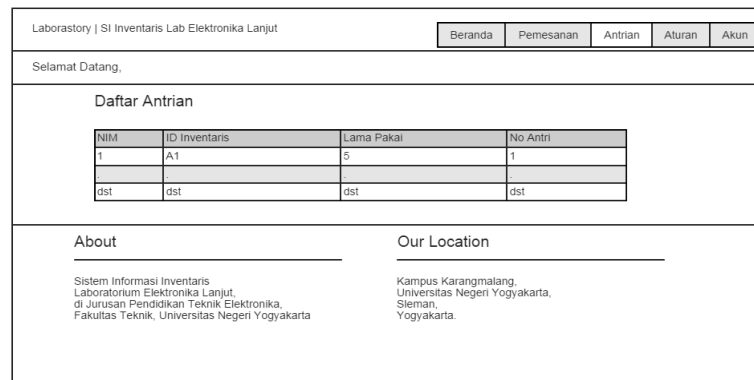 Laborastory | SI Inventaris Lab Elektronika Lanjut
Beranda Pemesanan Antrian Aturan Akun
Selamat Datang,
Daftar Antrian
NIM ID Inventaris Lama Pakai No Antri
1 A1 5 1
. . . .
dst dst dst dst
About
Sistem Informasi Inventaris
Laboratorium Elektronika Lanjut,
di Jurusan Pendidikan Teknik Elektronika,
Fakultas Teknik, Universitas Negeri Yogyakarta
Our Location
Kampus Karangmalang,
Universitas Negeri Yogyakarta,
Sleman,
Yogyakarta.